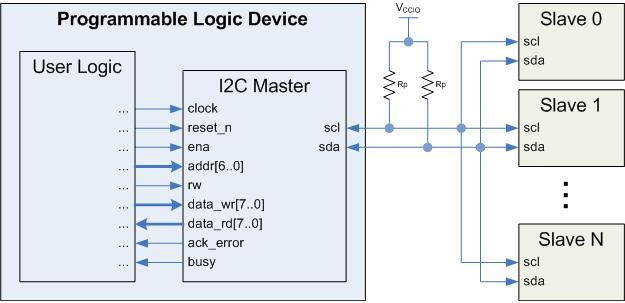 Programmable Logic Device
User Logic
...
...
...
...
...
...
...
...
...
I2C Master
clock
reset_n
ena
addr[6..0]
rw
data_wr[7..0]
data_rd[7..0]
ack_error
busy
scl
sda
VCCIO
Rp
Rp
Slave 0
scl
sda
Slave 1
scl
sda
Slave N
scl
sda